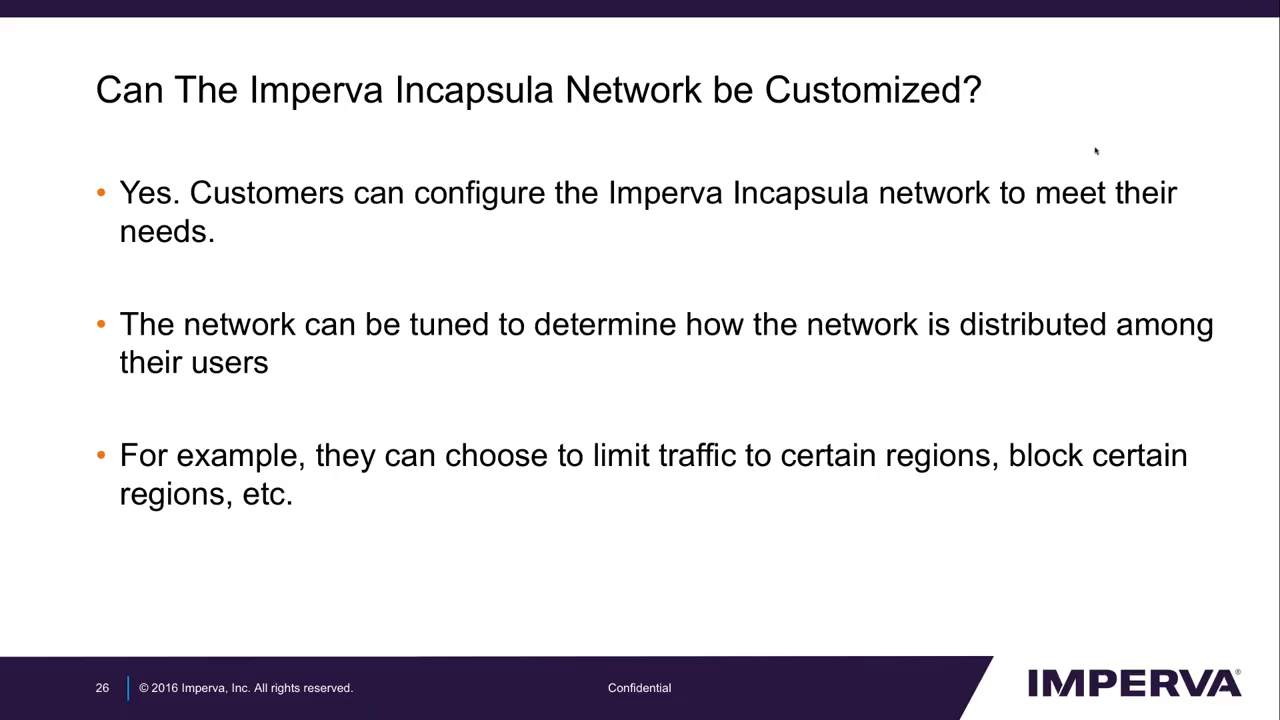 Can The Imperva Incapsula Network be Customized?
• Yes. Customers can configure the Imperva Incapsula network to meet their
needs.
• The network can be tuned to determine how the network is distributed among
their users
• For example, they can choose to limit traffic to certain regions, block certain
regions, etc.
26
© 2016 Imperva, Inc. All rights reserved.
Confidential
IMPERVA®